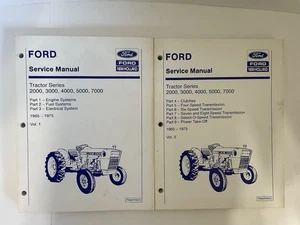 FORD
Ford
NEW HOLLAND
Service Manual
Tractor Series
2000, 3000, 4000, 5000, 7000
Part 1 - Engine Systems
Part 2 - Fuel Systems
Part 3 - Electrical System
1965 - 1975
Vol. 1
FORD
Ford
NEW HOLLAND
Service Manual
Tractor Series
2000, 3000, 4000, 5000, 7000
Part 4 - Clutches
Part 5 - Four-Speed Transmission
Part 6 - Six-Speed Transmission
Part 7 - Seven and Eight-Speed Transmission
Part 8 - Select-O-Speed Transmission
Part 9 - Power Take-Off
1965 - 1975
Vol. 2